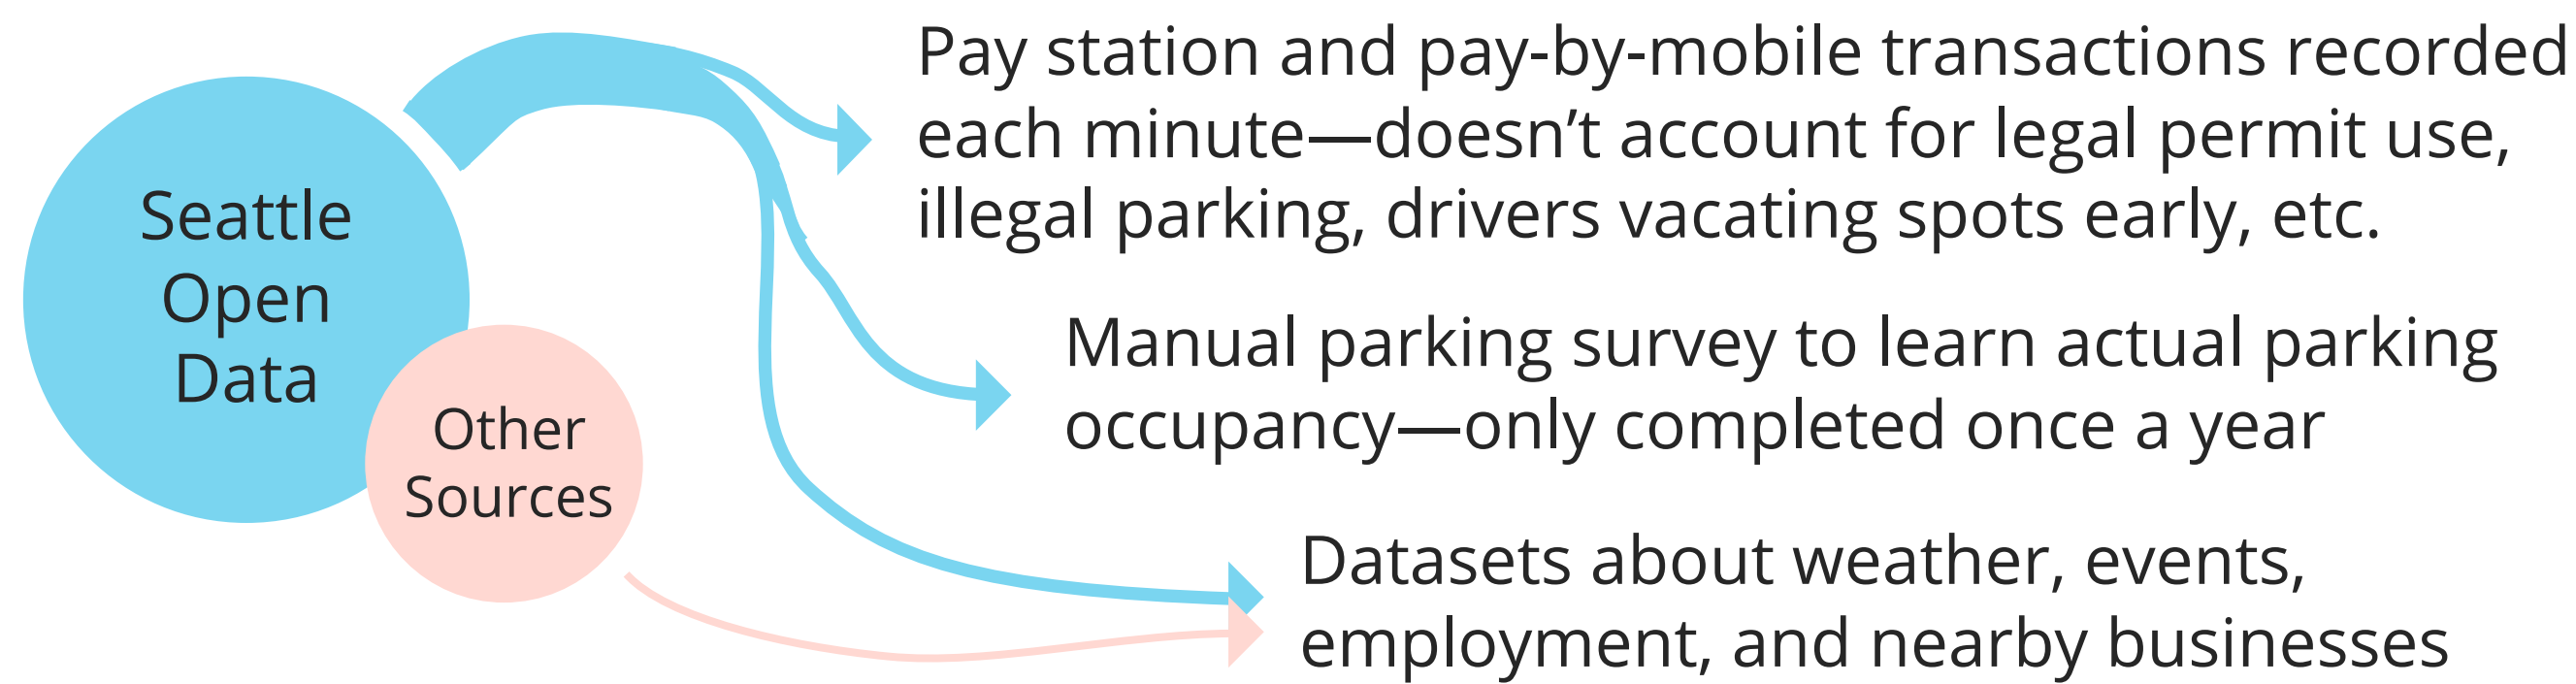 Seattle
Open
Data
Other
Sources
Pay station and pay-by-mobile transactions recorded
each minute—doesn’t account for legal permit use,
illegal parking, drivers vacating spots early, etc.
Manual parking survey to learn actual parking
occupancy—only completed once a year
Datasets about weather, events,
employment, and nearby businesses